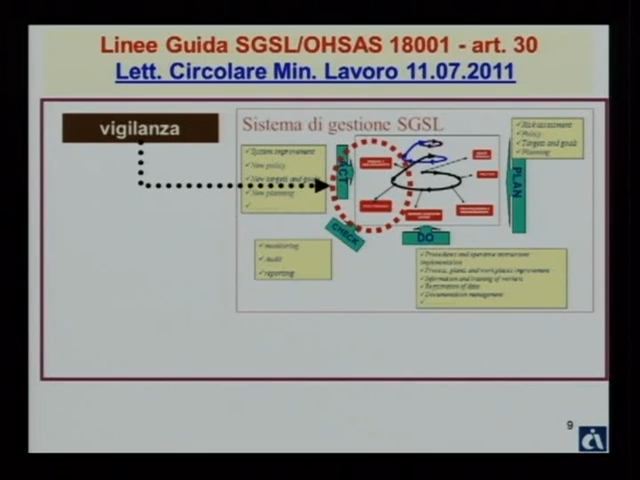 Linee Guida SGSL/OHSAS 18001 - art. 30
Lett. Circolare Min. Lavoro 11.07.2011
vigilanza
Sistema di gestione SGSL
✓System improvement
✓New policy
✓New targets and goals
✓New planning
✓
ACT
✓Risk assessment
✓Policy
✓Targets and goals
✓Planning
PLAN
CHECK
DO
✓monitoring
✓Audit
✓reporting
✓Procedures and operative instructions
implementation
✓Process, plants and workplaces improvement
✓Information and training of workers
✓Registration of data
✓Documentation management
9